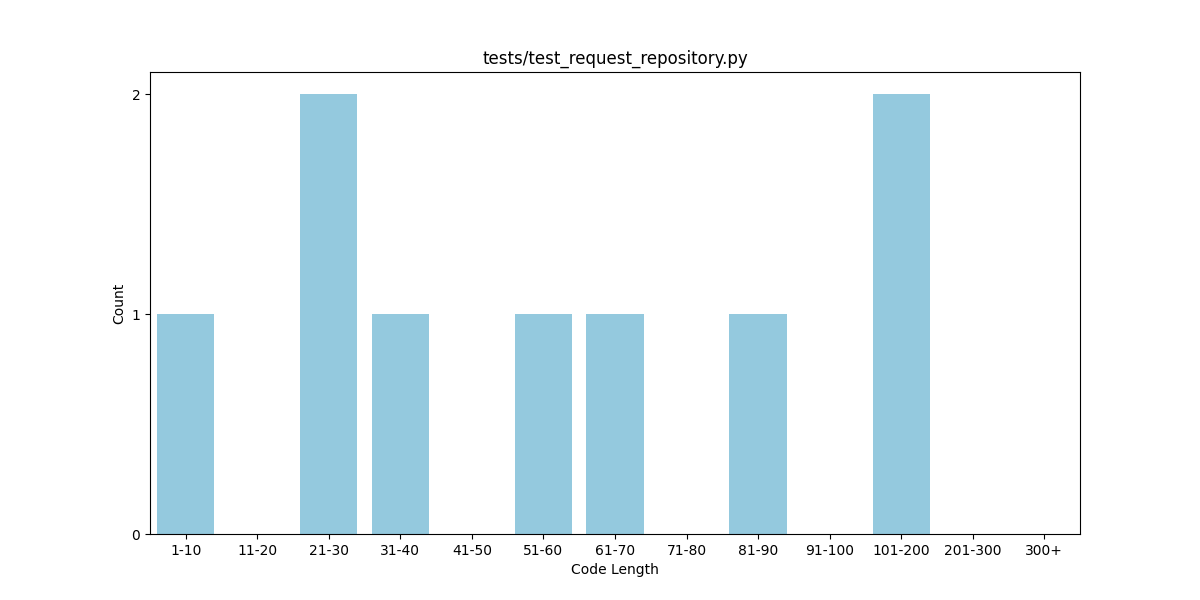 tests/test_request_repository.py
2
1
0
Count
1-10 11-20 21-30 31-40 41-50 51-60 61-70 71-80 81-90 91-100 101-200 201-300 300+
Code Length